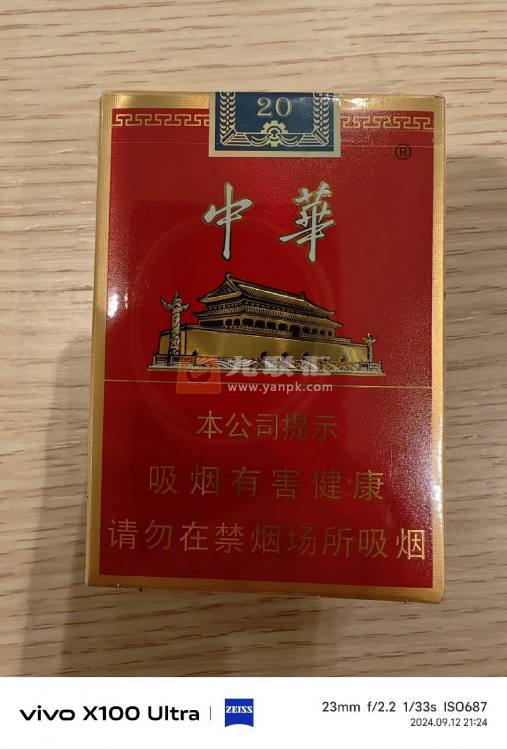 20
®
中華
www.yanpk.com
本公司提示
吸烟有害健康
请勿在禁烟场所吸烟
vivo X100 Ultra
ZEISS
23mm f/2.2 1/33s ISO687
2024.09.12 21:24